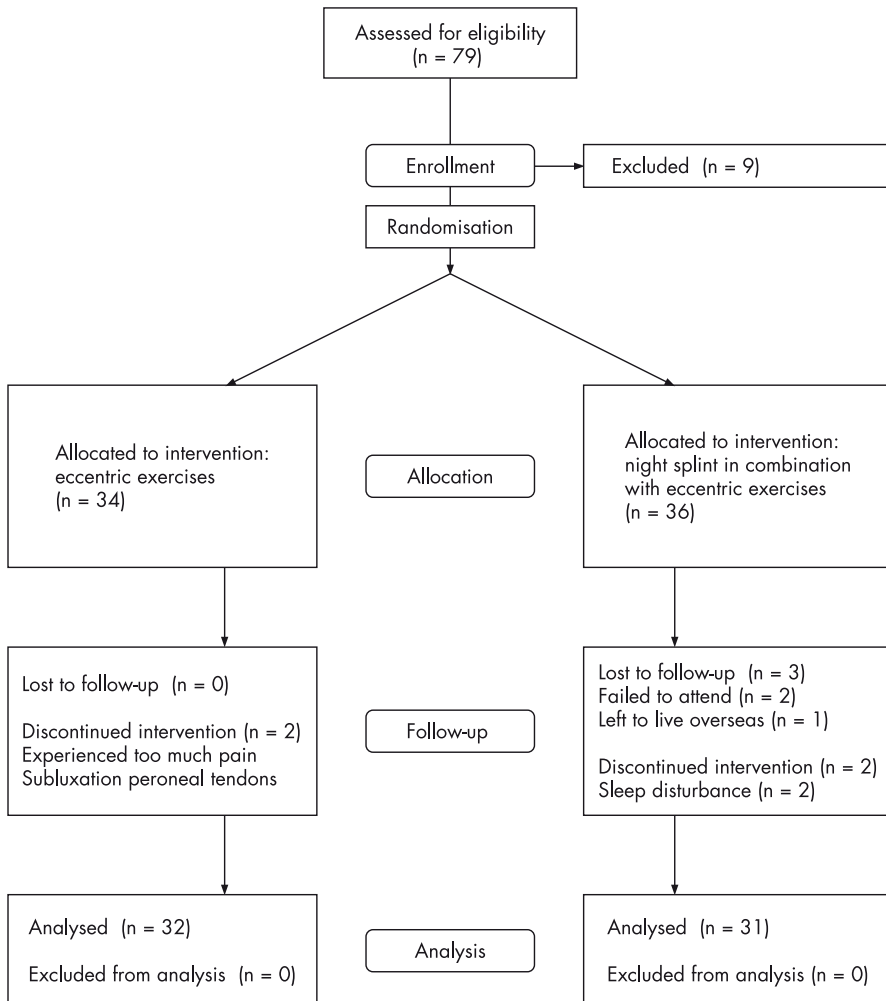 Assessed for eligibility
(n = 79)
Enrollment
Excluded (n = 9)
Randomisation
Allocated to intervention:
eccentric exercises
(n = 34)
Allocation
Allocated to intervention:
night splint in combination
with eccentric exercises
(n = 36)
Lost to follow-up (n = 0)
Discontinued intervention (n = 2)
Experienced too much pain
Subluxation peroneal tendons
Follow-up
Lost to follow-up (n = 3)
Failed to attend (n = 2)
Left to live overseas (n = 1)
Discontinued intervention (n = 2)
Sleep disturbance (n = 2)
Analysed (n = 32)
Excluded from analysis (n = 0)
Analysis
Analysed (n = 31)
Excluded from analysis (n = 0)